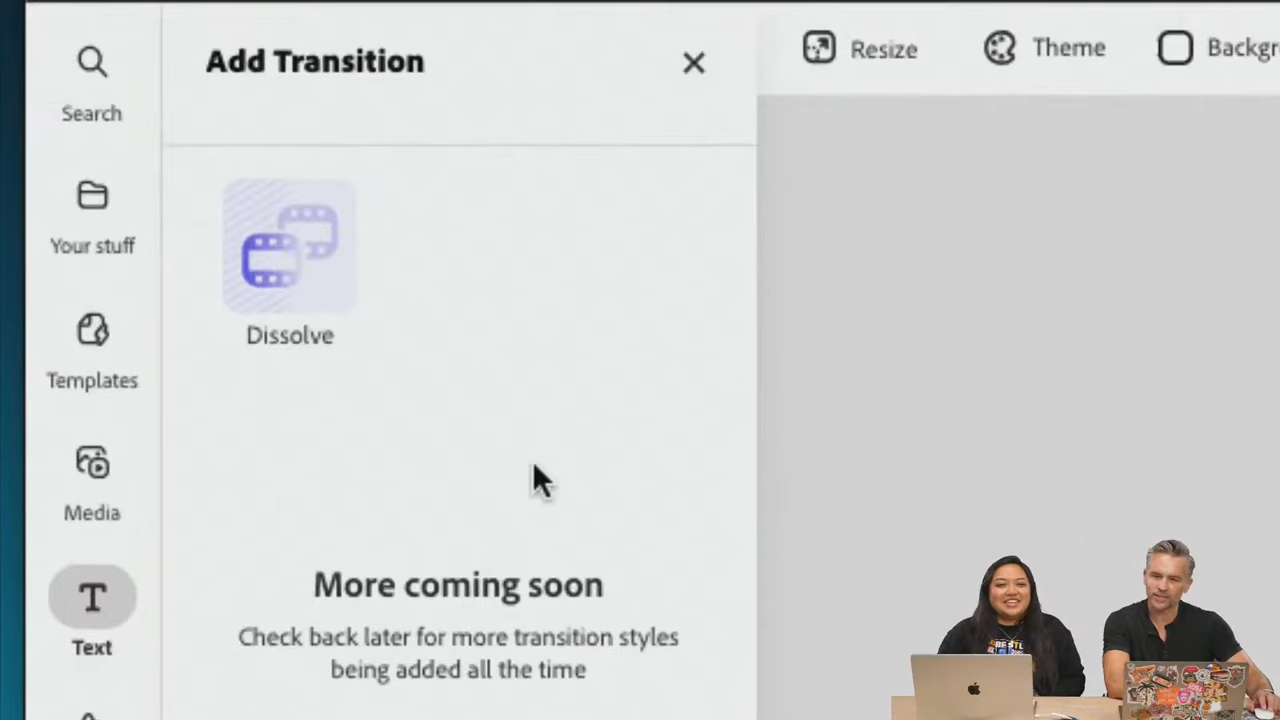 Add Transition
Resize
Theme
Search
Your stuff
Dissolve
Templates
Media
More coming soon
Text
Check back later for more transition styles
being added all the time